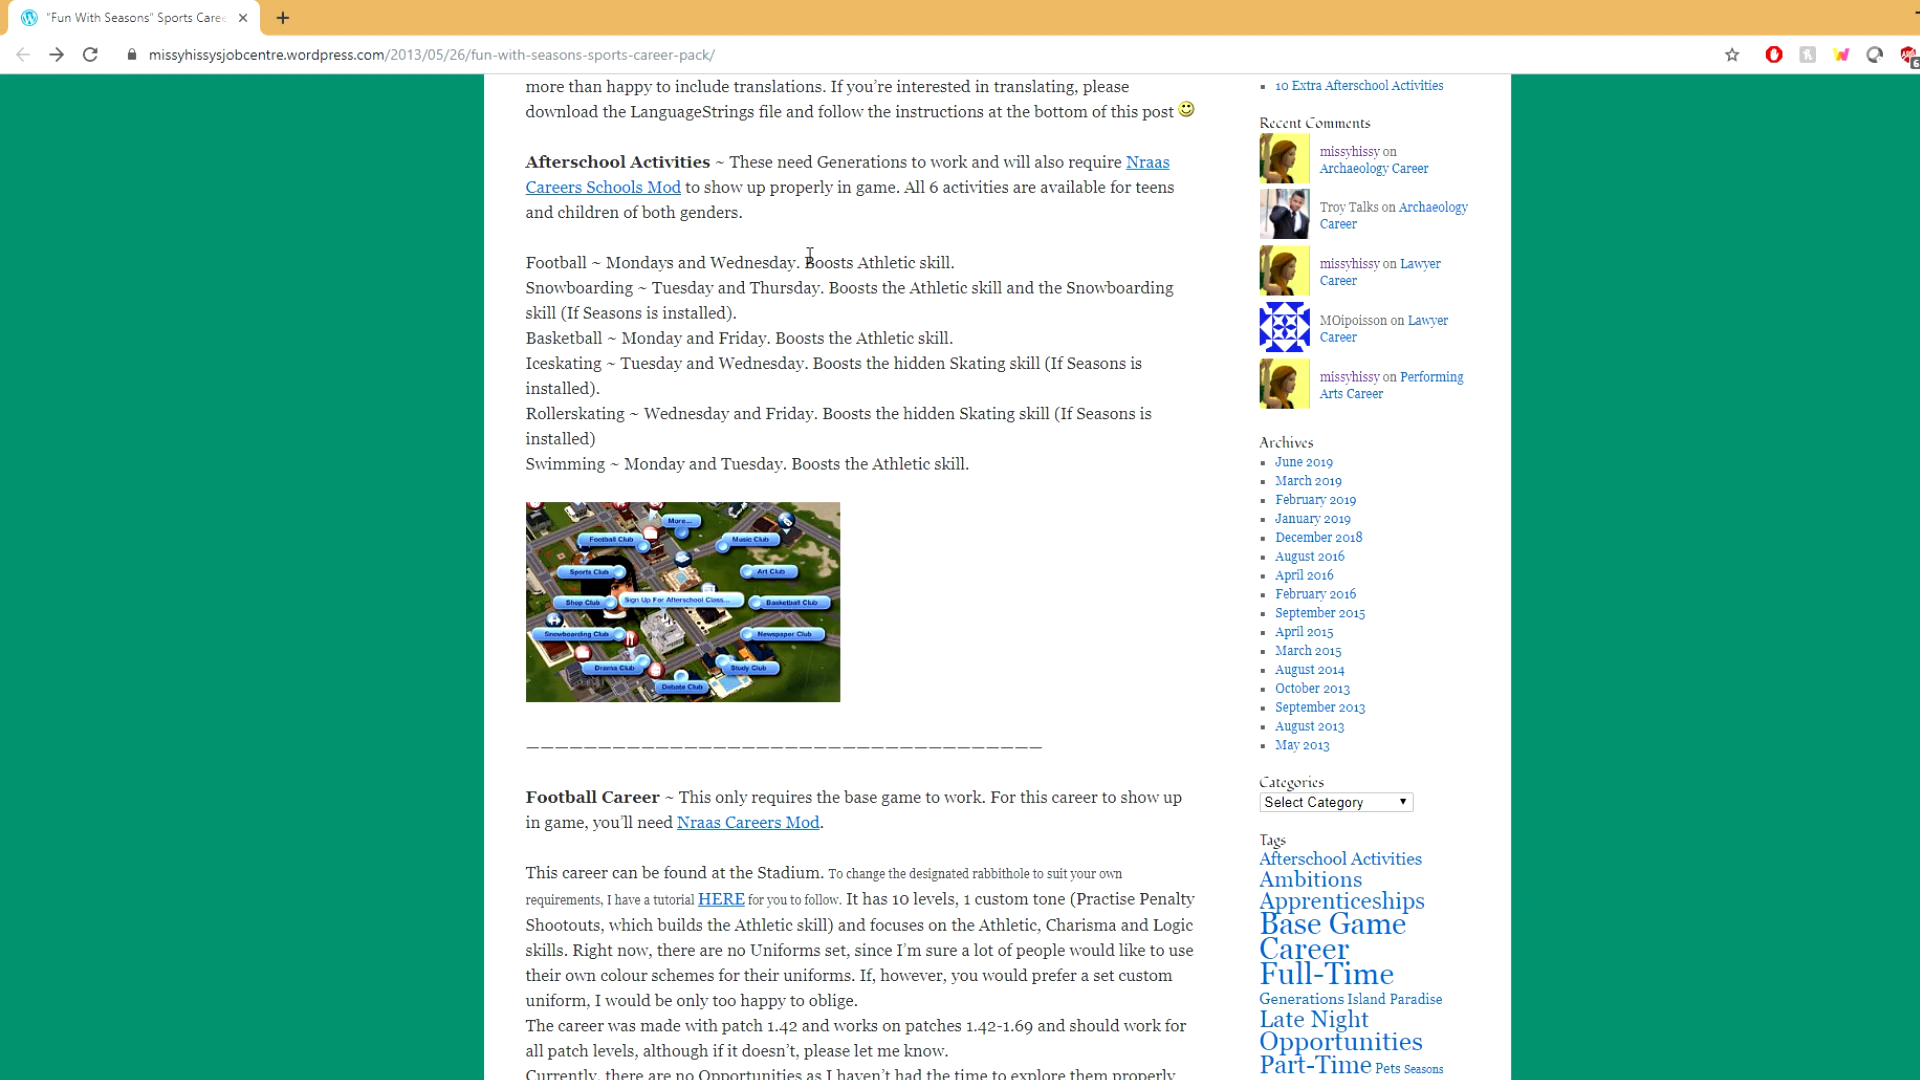 "Fun With Seasons" Sports Caree
missyhissysjobcentre.wordpress.com/2013/05/26/fun-with-seasons-sports-career-pack/
more than happy to include translations. If you're interested in translating, please
download the LanguageStrings file and follow the instructions at the bottom of this post
Afterschool Activities ~ These need Generations to work and will also require Nraas
Careers Schools Mod to show up properly in game. All 6 activities are available for teens
and children of both genders.
Football ~ Mondays and Wednesday. Boosts Athletic skill.
Snowboarding ~ Tuesday and Thursday. Boosts the Athletic skill and the Snowboarding
skill (If Seasons is installed).
Basketball ~ Monday and Friday. Boosts the Athletic skill.
Iceskating ~ Tuesday and Wednesday. Boosts the hidden Skating skill (If Seasons is
installed).
Rollerskating ~ Wednesday and Friday. Boosts the hidden Skating skill (If Seasons is
installed)
Swimming ~ Monday and Tuesday. Boosts the Athletic skill.
More...
Football Club
Music Club
Sports Club
Art Club
Shop Club
Sign Up For Afterschool Class...
Basketball Club
Snowboarding Club
Newspaper Club
Drama Club
Study Club
Debate Club
————————————————————————————————————
Football Career ~ This only requires the base game to work. For this career to show up
in game, you'll need Nraas Careers Mod.
This career can be found at the Stadium. To change the designated rabbithole to suit your own
requirements, I have a tutorial HERE for you to follow. It has 10 levels, 1 custom tone (Practise Penalty
Shootouts, which builds the Athletic skill) and focuses on the Athletic, Charisma and Logic
skills. Right now, there are no Uniforms set, since I'm sure a lot of people would like to use
their own colour schemes for their uniforms. If, however, you would prefer a set custom
uniform, I would be only too happy to oblige.
The career was made with patch 1.42 and works on patches 1.42-1.69 and should work for
all patch levels, although if it doesn't, please let me know.
Currently, there are no Opportunities as I haven't had the time to explore them properly
10 Extra Afterschool Activities
Recent Comments
missyhissy on
Archaeology Career
Troy Talks on Archaeology
Career
missyhissy on Lawyer
Career
MOipoisson on Lawyer
Career
missyhissy on Performing
Arts Career
Archives
June 2019
March 2019
February 2019
January 2019
December 2018
August 2016
April 2016
February 2016
September 2015
April 2015
March 2015
August 2014
October 2013
September 2013
August 2013
May 2013
Categories
Select Category
Tags
Afterschool Activities
Ambitions
Apprenticeships
Base Game
Career
Full-Time
Generations Island Paradise
Late Night
Opportunities
Part-Time Pets Seasons